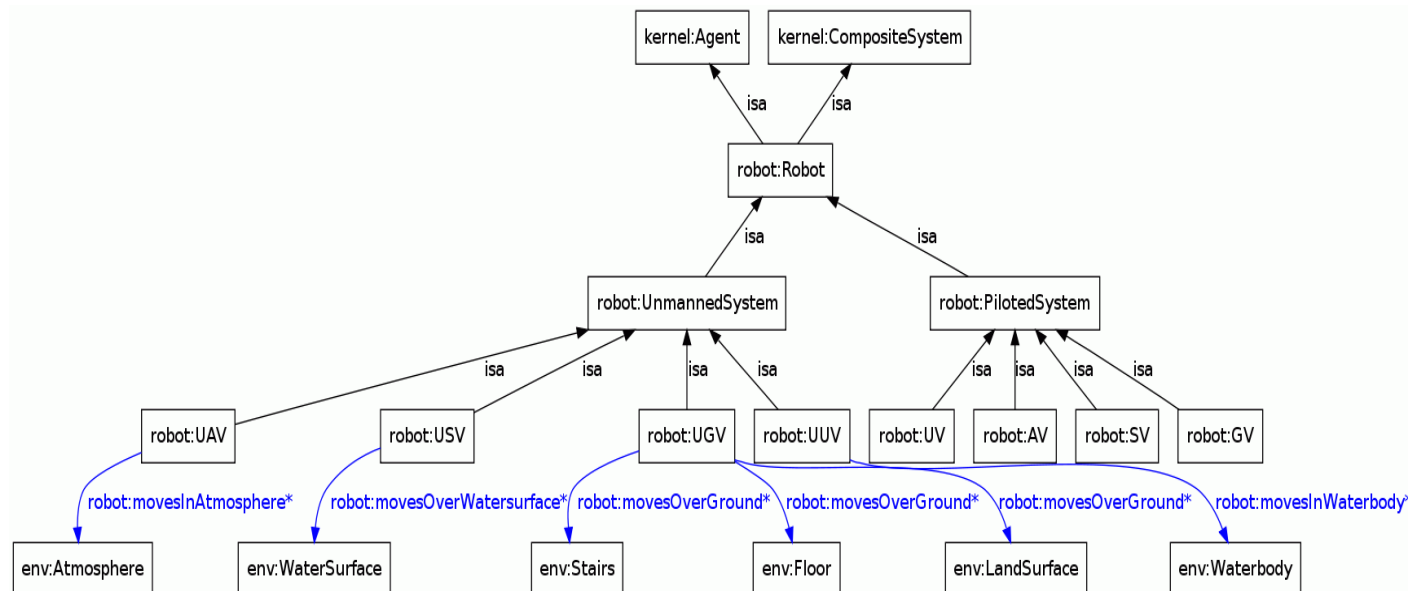 kernel:Agent
kernel:CompositeSystem
isa
isa
robot:Robot
isa
isa
robot:UnmannedSystem
robot:PilotedSystem
isa
isa
isa
isa
isa
isa
isa
isa
robot:UAV
robot:USV
robot:UGV
robot:UUV
robot:UV
robot:AV
robot:SV
robot:GV
robot:movesInAtmosphere*
robot:movesOverWatersurface*
robot:movesOverGround*
robot:movesOverGround*
robot:movesOverGround*
robot:movesInWaterbody*
env:Atmosphere
env:WaterSurface
env:Stairs
env:Floor
env:LandSurface
env:Waterbody